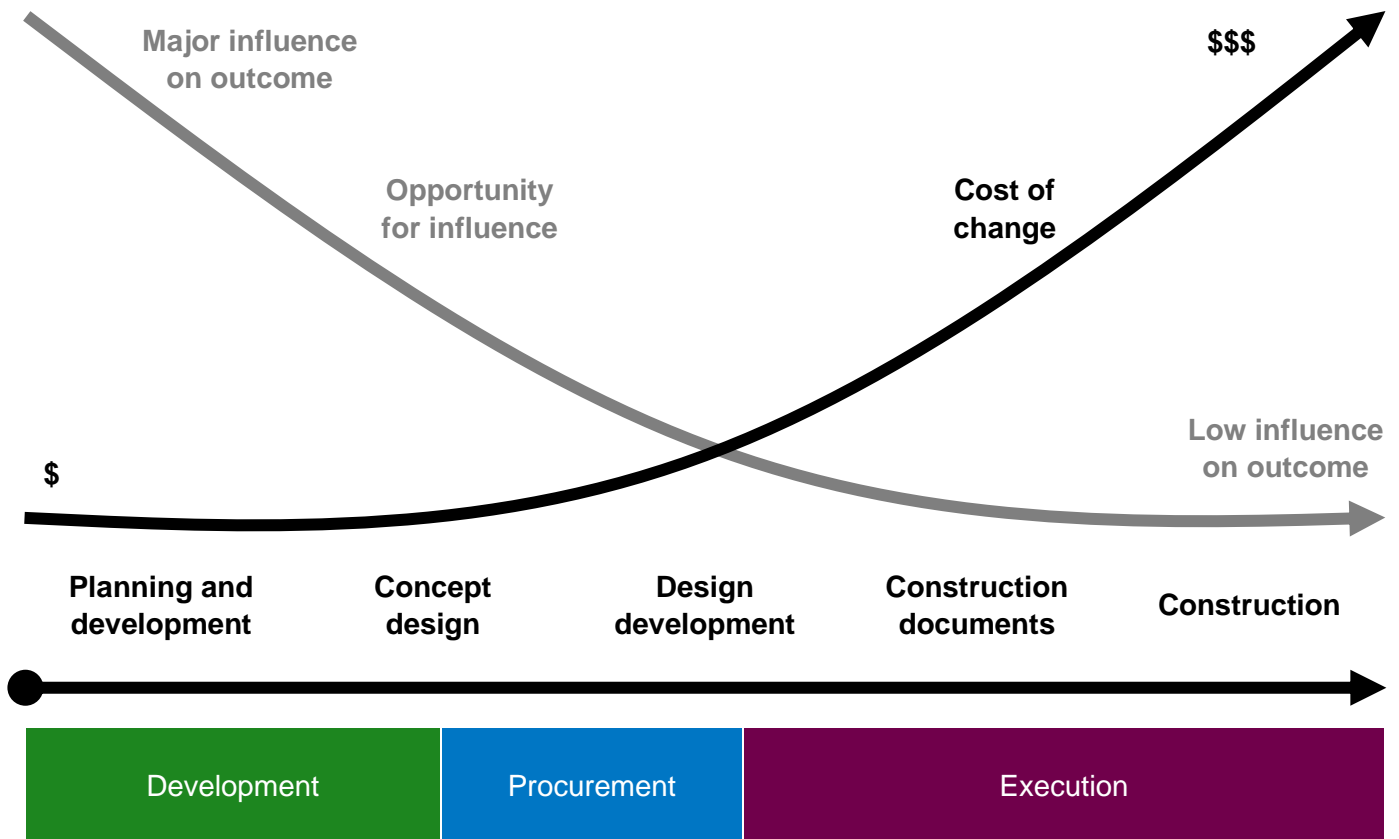 Major influence
on outcome
$$$
Opportunity
for influence
Cost of
change
Low influence
on outcome
$
Planning and
development
Concept
design
Design
development
Construction
documents
Construction
Development
Procurement
Execution